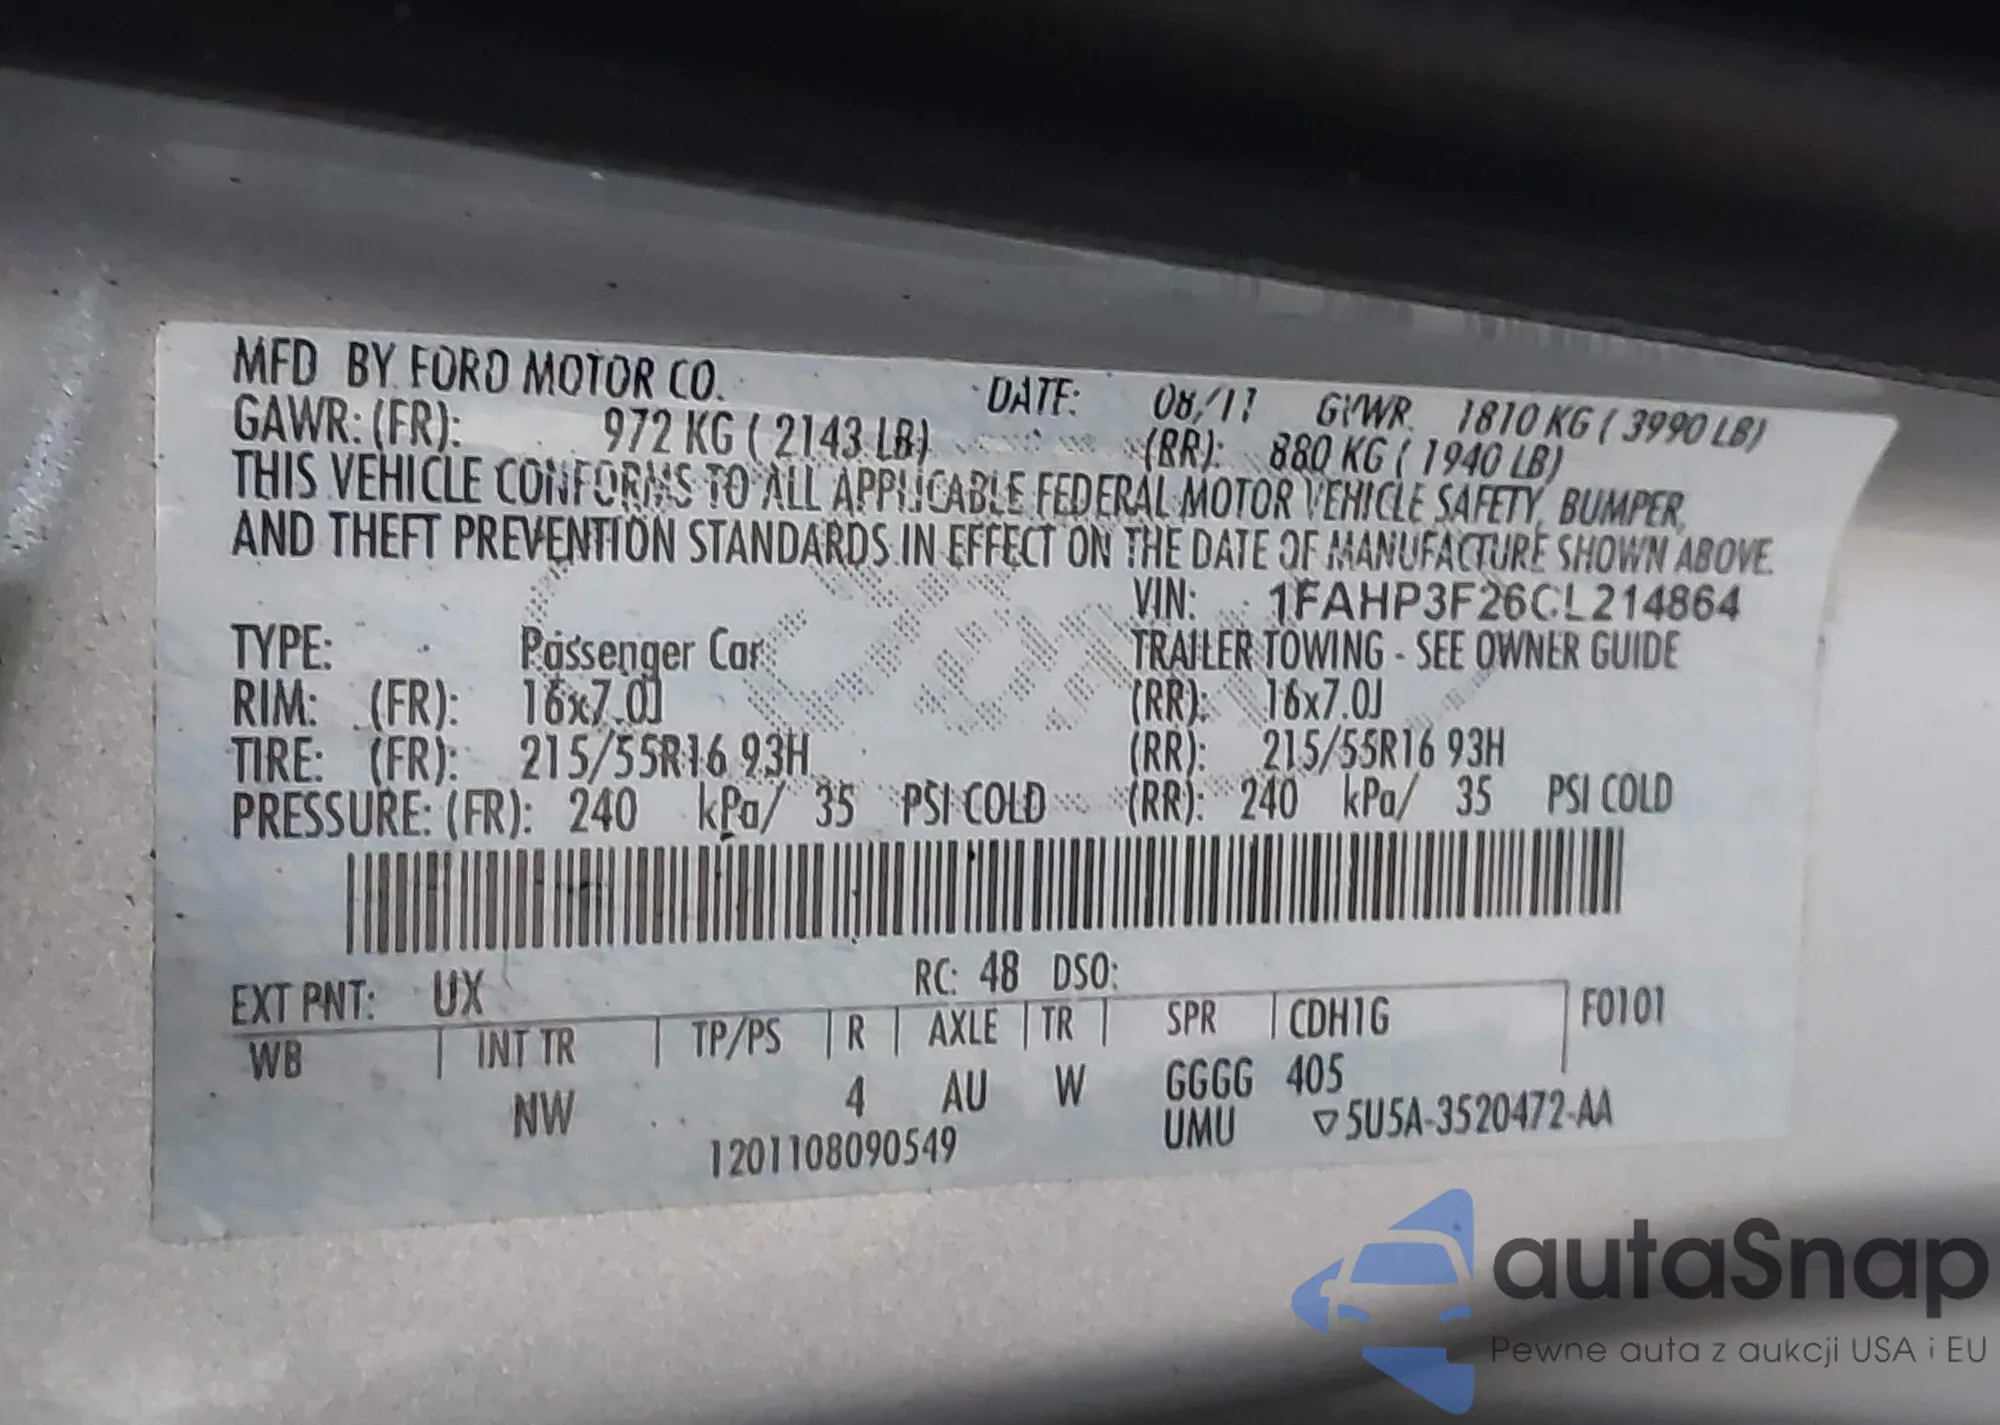 MFD BY FORD MOTOR CO. DATE: 08/11 GVWR 1810 KG ( 3990 LB)
GAWR: (FR): 972 KG ( 2143 LB) (RR): 880 KG ( 1940 LB)
THIS VEHICLE CONFORMS TO ALL APPLICABLE FEDERAL MOTOR VEHICLE SAFETY, BUMPER,
AND THEFT PREVENTION STANDARDS IN EFFECT ON THE DATE OF MANUFACTURE SHOWN ABOVE.
VIN: 1FAHP3F26CL214864
TYPE: Passenger Car TRAILER TOWING - SEE OWNER GUIDE
RIM: (FR): 16x7.0J (RR): 16x7.0J
TIRE: (FR): 215/55R16 93H (RR): 215/55R16 93H
PRESSURE: (FR): 240 kPa/ 35 PSI COLD (RR): 240 kPa/ 35 PSI COLD
EXT PNT: UX RC: 48 DSO:
WB | INT TR | TP/PS | R | AXLE | TR | SPR | CDH1G F0101
NW 4 AU W GGGG 405
1201108090549 UMU ▽5U5A-3520472-AA
autaSnap
Pewne auta z aukcji USA i EU